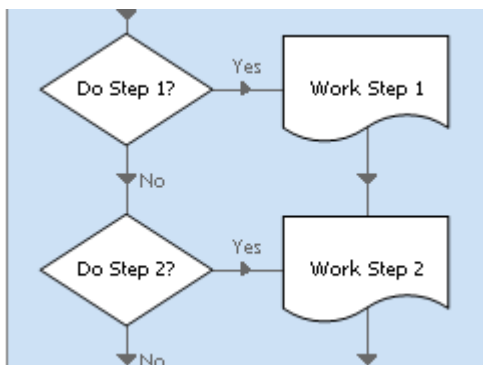 Do Step 1?
Yes
Work Step 1
No
Do Step 2?
Yes
Work Step 2
No